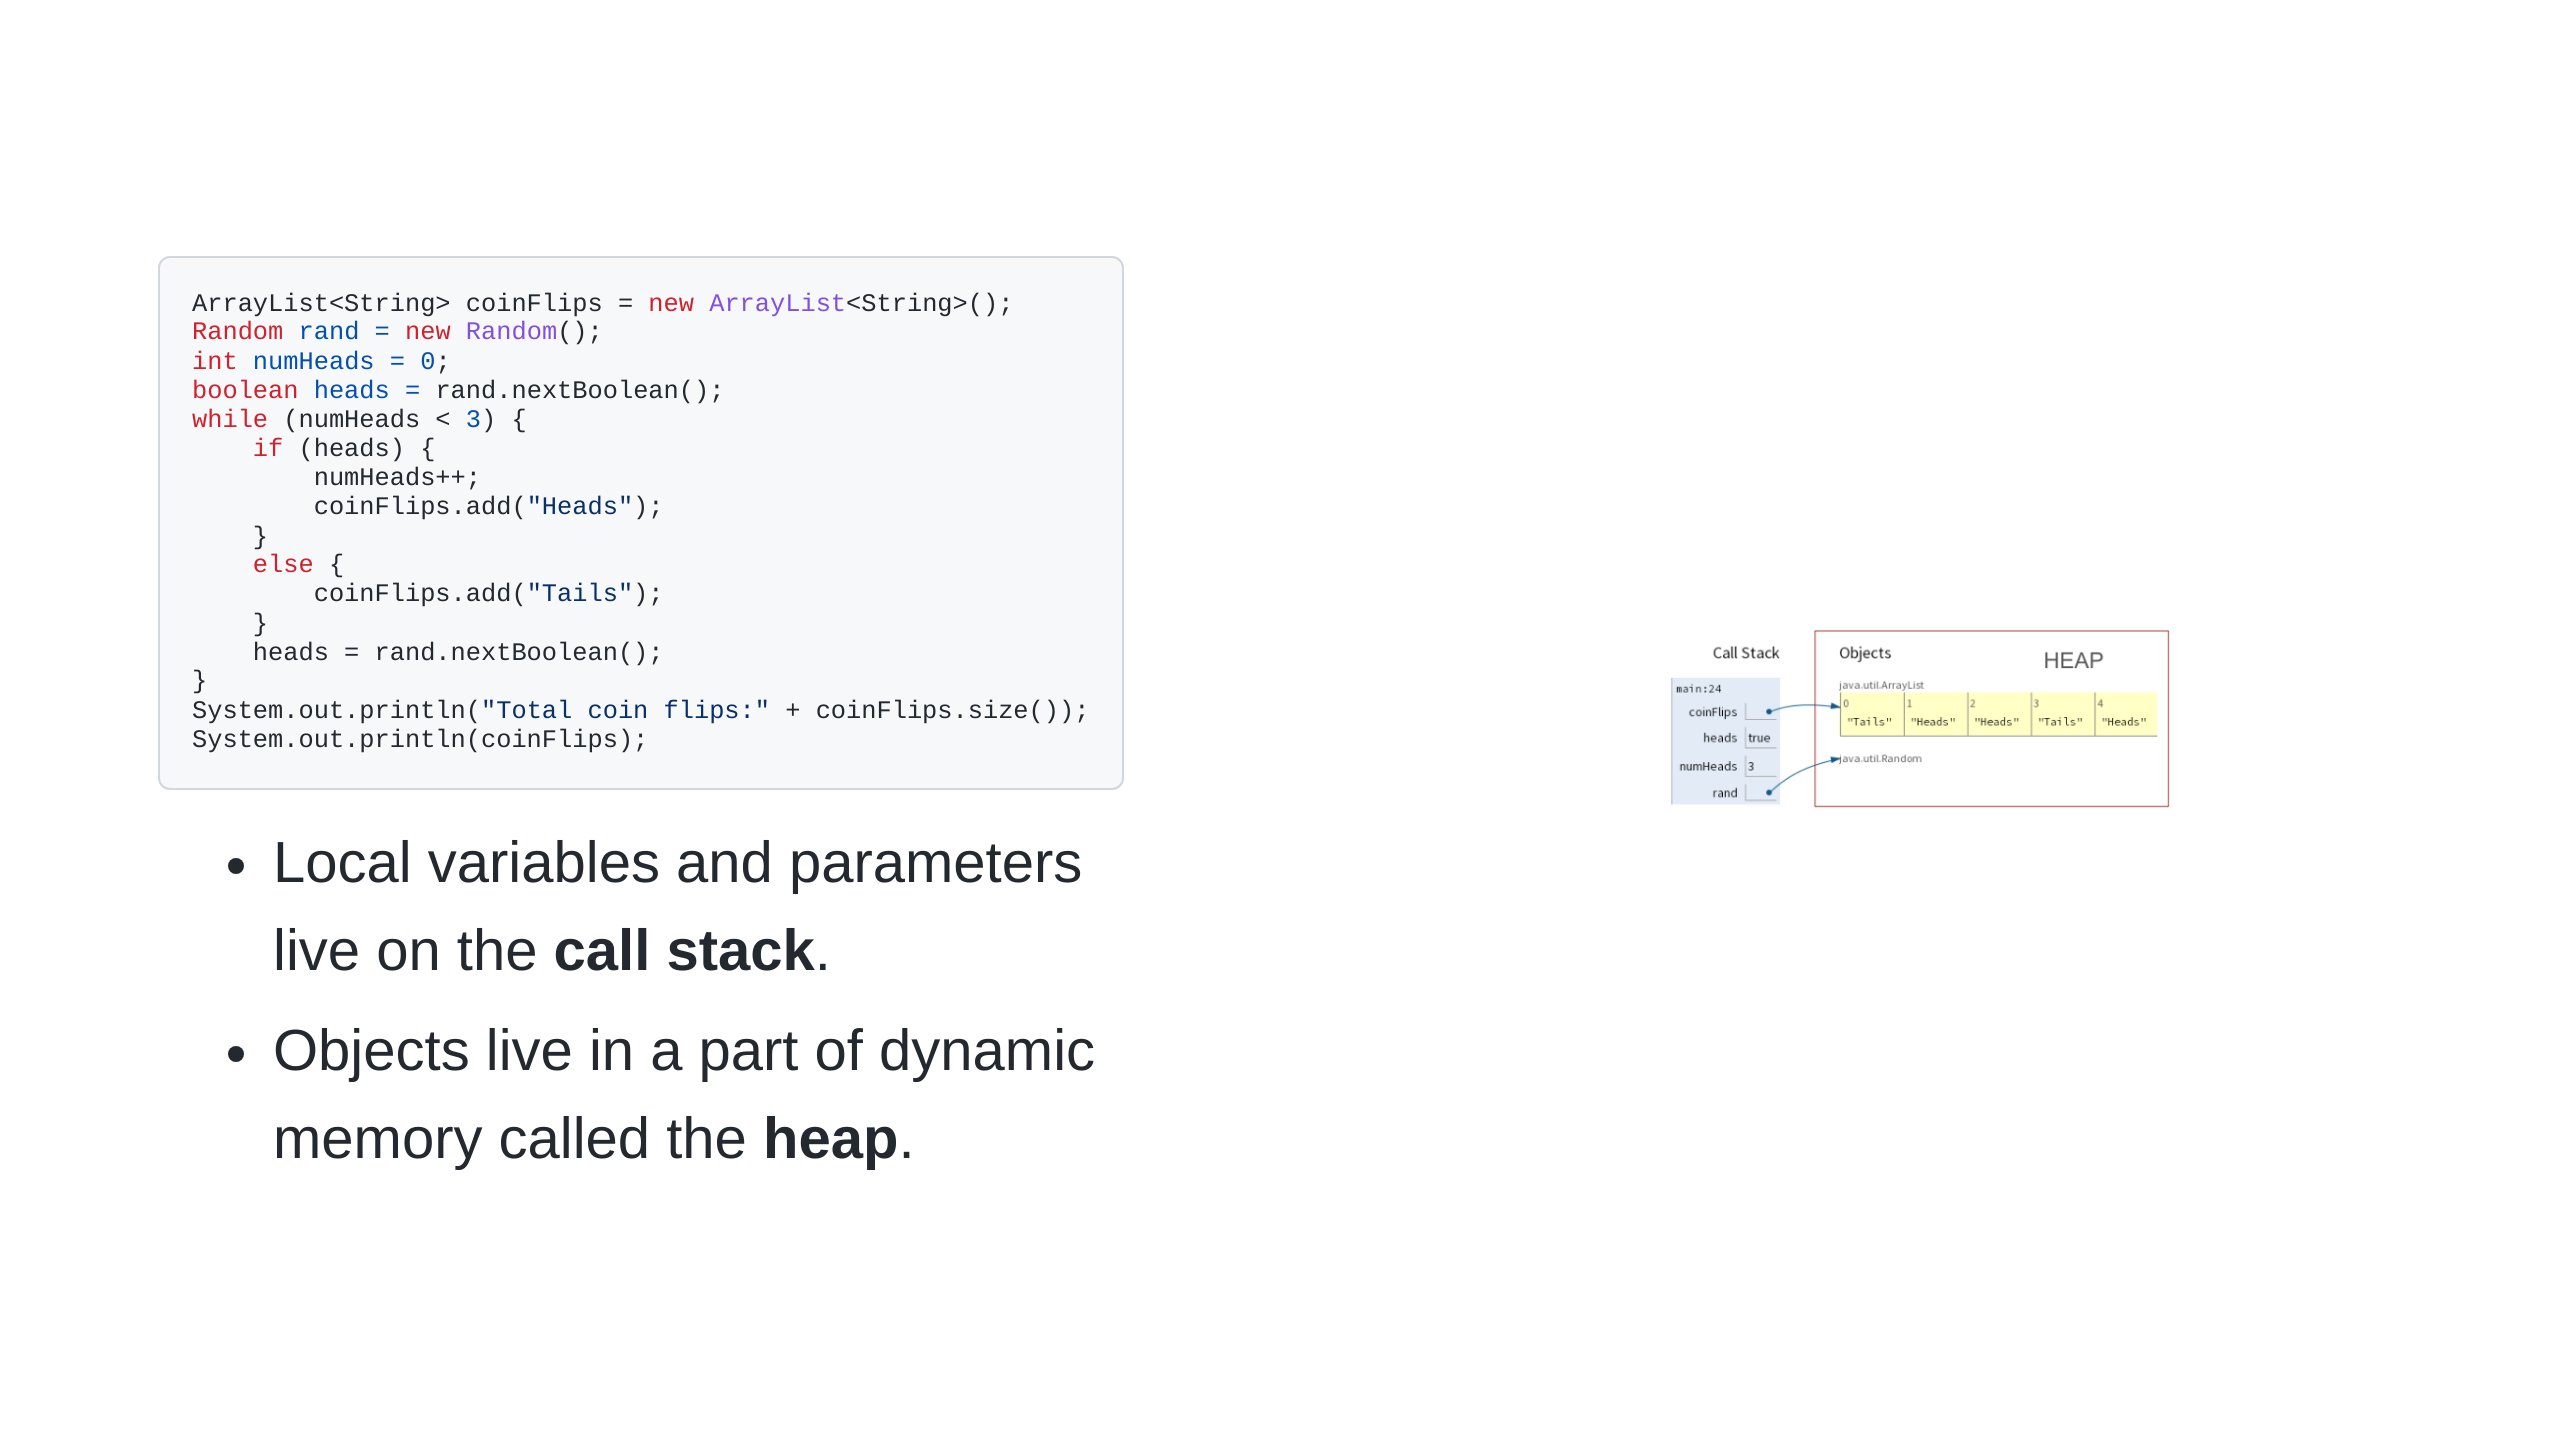 ArrayList<String> coinFlips = new ArrayList<String>();
Random rand = new Random();
int numHeads = 0;
boolean heads = rand.nextBoolean();
while (numHeads < 3) {
    if (heads) {
        numHeads++;
        coinFlips.add("Heads");
    }
    else {
        coinFlips.add("Tails");
    }
    heads = rand.nextBoolean();
}
System.out.println("Total coin flips:" + coinFlips.size());
System.out.println(coinFlips);
• Local variables and parameters
live on the call stack.
• Objects live in a part of dynamic
memory called the heap.
Call Stack
main:24
coinFlips
heads true
numHeads 3
rand
Objects HEAP
java.util.ArrayList
0 1 2 3 4
"Tails" "Heads" "Heads" "Tails" "Heads"
java.util.Random